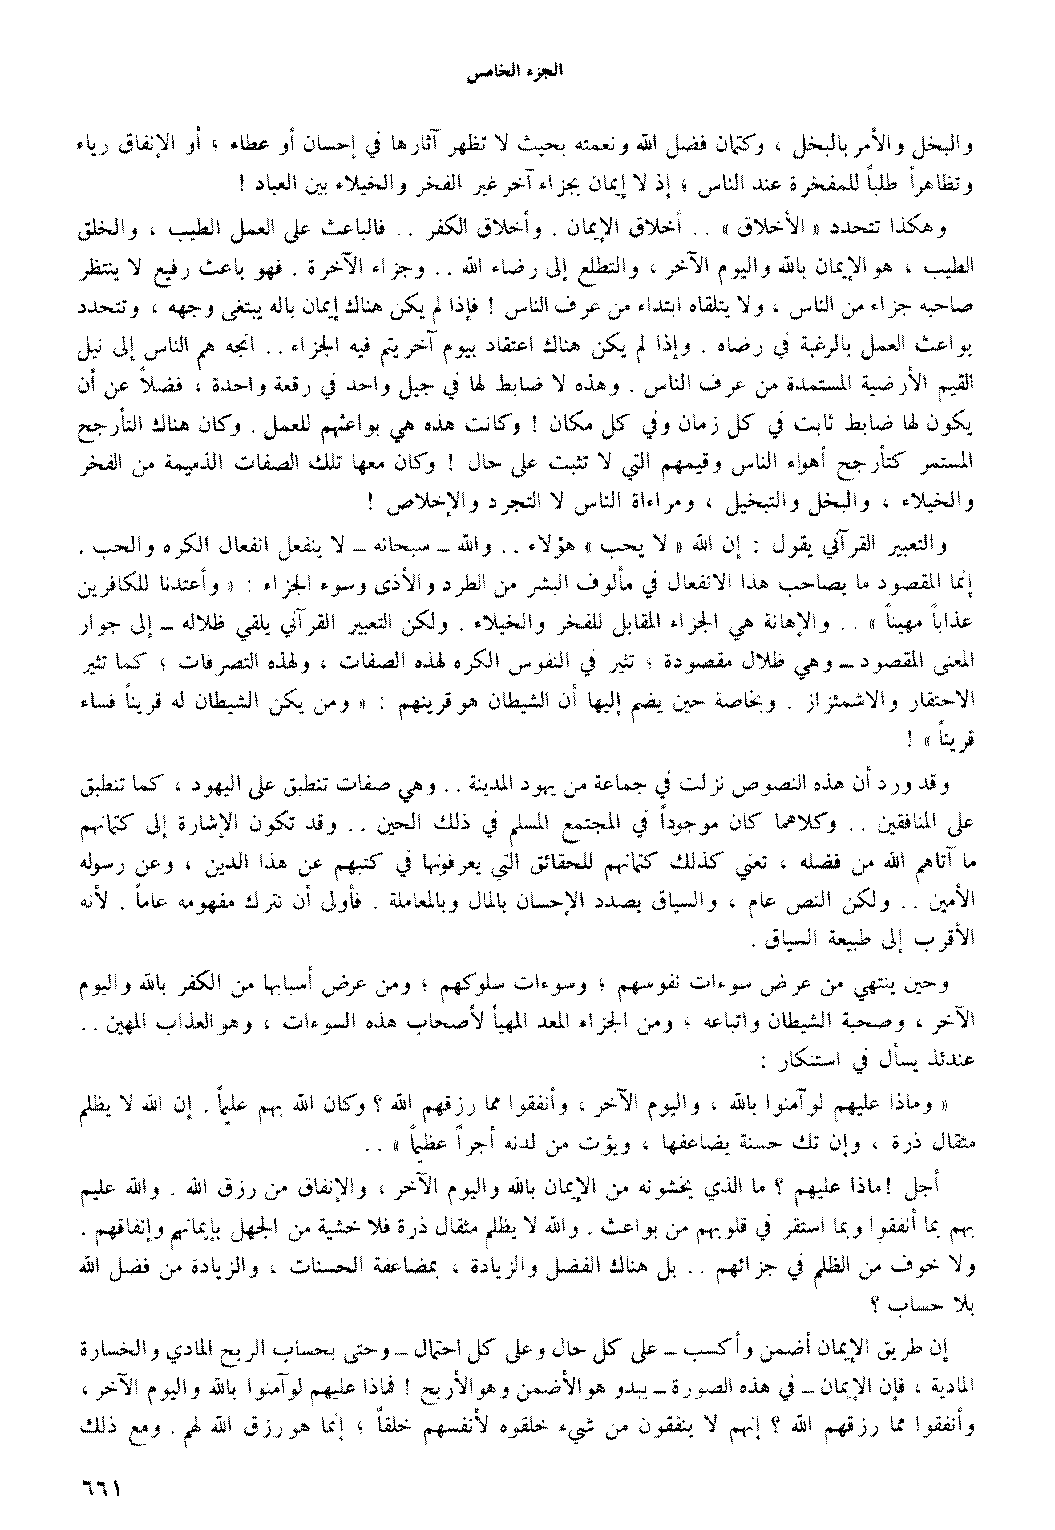 الجزء الخامس
والبخل والأمر بالبخل ، وكتمان فضل الله ونعمته بحيث لا تظهر آثارها في إحسان أو عطاء ؛ أو الإنفاق رياء
وتظاهراً طلباً للمفخرة عند الناس ؛ إذ لا إيمان بجزاء آخر غير الفخر والخيلاء بين العباد !
وهكذا تتحدد « الأخلاق » .. أخلاق الإيمان . وأخلاق الكفر .. فالباعث على العمل الطيب ، والخلق
الطيب ، هو الإيمان بالله واليوم الآخر ، والتطلع إلى رضاء الله .. وجزاء الآخرة . فهو باعث رفيع لا ينتظر
صاحبه جزاء من الناس ، ولا يتلقاه ابتداء من عرف الناس ! فإذا لم يكن هناك إيمان باله يبتغى وجهه ، وتتحدد
بواعث العمل بالرغبة في رضاه . وإذا لم يكن هناك اعتقاد بيوم آخر يتم فيه الجزاء .. اتجه هم الناس إلى نيل
القيم الأرضية المستمدة من عرف الناس . وهذه لا ضابط لها في جيل واحد في رقعة واحدة ، فضلاً عن أن
يكون لها ضابط ثابت في كل زمان وفي كل مكان ! وكانت هذه هي بواعثهم للعمل . وكان هناك التأرجح
المستمر كتأرجح أهواء الناس وقيمهم التي لا تثبت على حال ! وكان معها تلك الصفات الذميمة من الفخر
والخيلاء ، والبخل والتبخيل ، ومراءاة الناس لا التجرد والإخلاص !
والتعبير القرآني يقول : إن الله « لا يحب » هؤلاء .. والله – سبحانه – لا ينفعل انفعال الكره والحب .
إنما المقصود ما يصاحب هذا الانفعال في مألوف البشر من الطرد والأذى وسوء الجزاء : « وأعتدنا للكافرين
عذاباً مهيناً » .. والإهانة هي الجزاء المقابل للفخر والخيلاء . ولكن التعبير القرآني يلقي ظلاله – إلى جوار
المعنى المقصود – وهي ظلال مقصودة ؛ تثير في النفوس الكره لهذه الصفات ، ولهذه التصرفات ؛ كما تثير
الاحتقار والاشمئزاز . وبخاصة حين يضم إليها أن الشيطان هو قرينهم : « ومن يكن الشيطان له قريناً فساء
قريناً » !
وقد ورد أن هذه النصوص نزلت في جماعة من يهود المدينة .. وهي صفات تنطبق على اليهود ، كما تنطبق
على المنافقين .. وكلاهما كان موجوداً في المجتمع المسلم في ذلك الحين .. وقد تكون الإشارة إلى كتمانهم
ما آتاهم الله من فضله ، تعني كذلك كتمانهم للحقائق التي يعرفونها في كتبهم عن هذا الدين ، وعن رسوله
الأمين .. ولكن النص عام ، والسياق بصدد الإحسان بالمال وبالمعاملة . فأولى أن نترك مفهومه عاماً . لأنه
الأقرب إلى طبيعة السياق .
وحين ينتهي من عرض سوءات نفوسهم ؛ وسوءات سلوكهم ؛ ومن عرض أسبابها من الكفر بالله واليوم
الآخر ، وصحبة الشيطان واتباعه ؛ ومن الجزاء المعد المهيأ لأصحاب هذه السوءات ، وهو العذاب المهين ..
عندئذ يسأل في استنكار :
« وماذا عليهم لو آمنوا بالله ، واليوم الآخر ، وأنفقوا مما رزقهم الله ؟ وكان الله بهم عليماً . إن الله لا يظلم
مثقال ذرة ، وإن تك حسنة يضاعفها ، ويؤت من لدنه أجراً عظيماً » ..
أجل ! ماذا عليهم ؟ ما الذي يخشونه من الإيمان بالله واليوم الآخر ، والإنفاق من رزق الله . والله عليم
بهم بما أنفقوا وبما استقر في قلوبهم من بواعث . والله لا يظلم مثقال ذرة فلا خشية من الجهل بإيمانهم وإنفاقهم .
ولا خوف من الظلم في جزائهم .. بل هناك الفضل والزيادة ، بمضاعفة الحسنات ، والزيادة من فضل الله
بلا حساب ؟
إن طريق الإيمان أضمن وأكسب – على كل حال وعلى كل احتمال – وحتى بحساب الربح المادي والخسارة
المادية ، فإن الإيمان – في هذه الصورة – يبدو هو الأضمن وهو الأربح ! فماذا عليهم لو آمنوا بالله واليوم الآخر ،
وأنفقوا مما رزقهم الله ؟ إنهم لا ينفقون من شيء خلقوه لأنفسهم خلقاً ؛ إنما هو رزق الله لهم . ومع ذلك
٦٦١